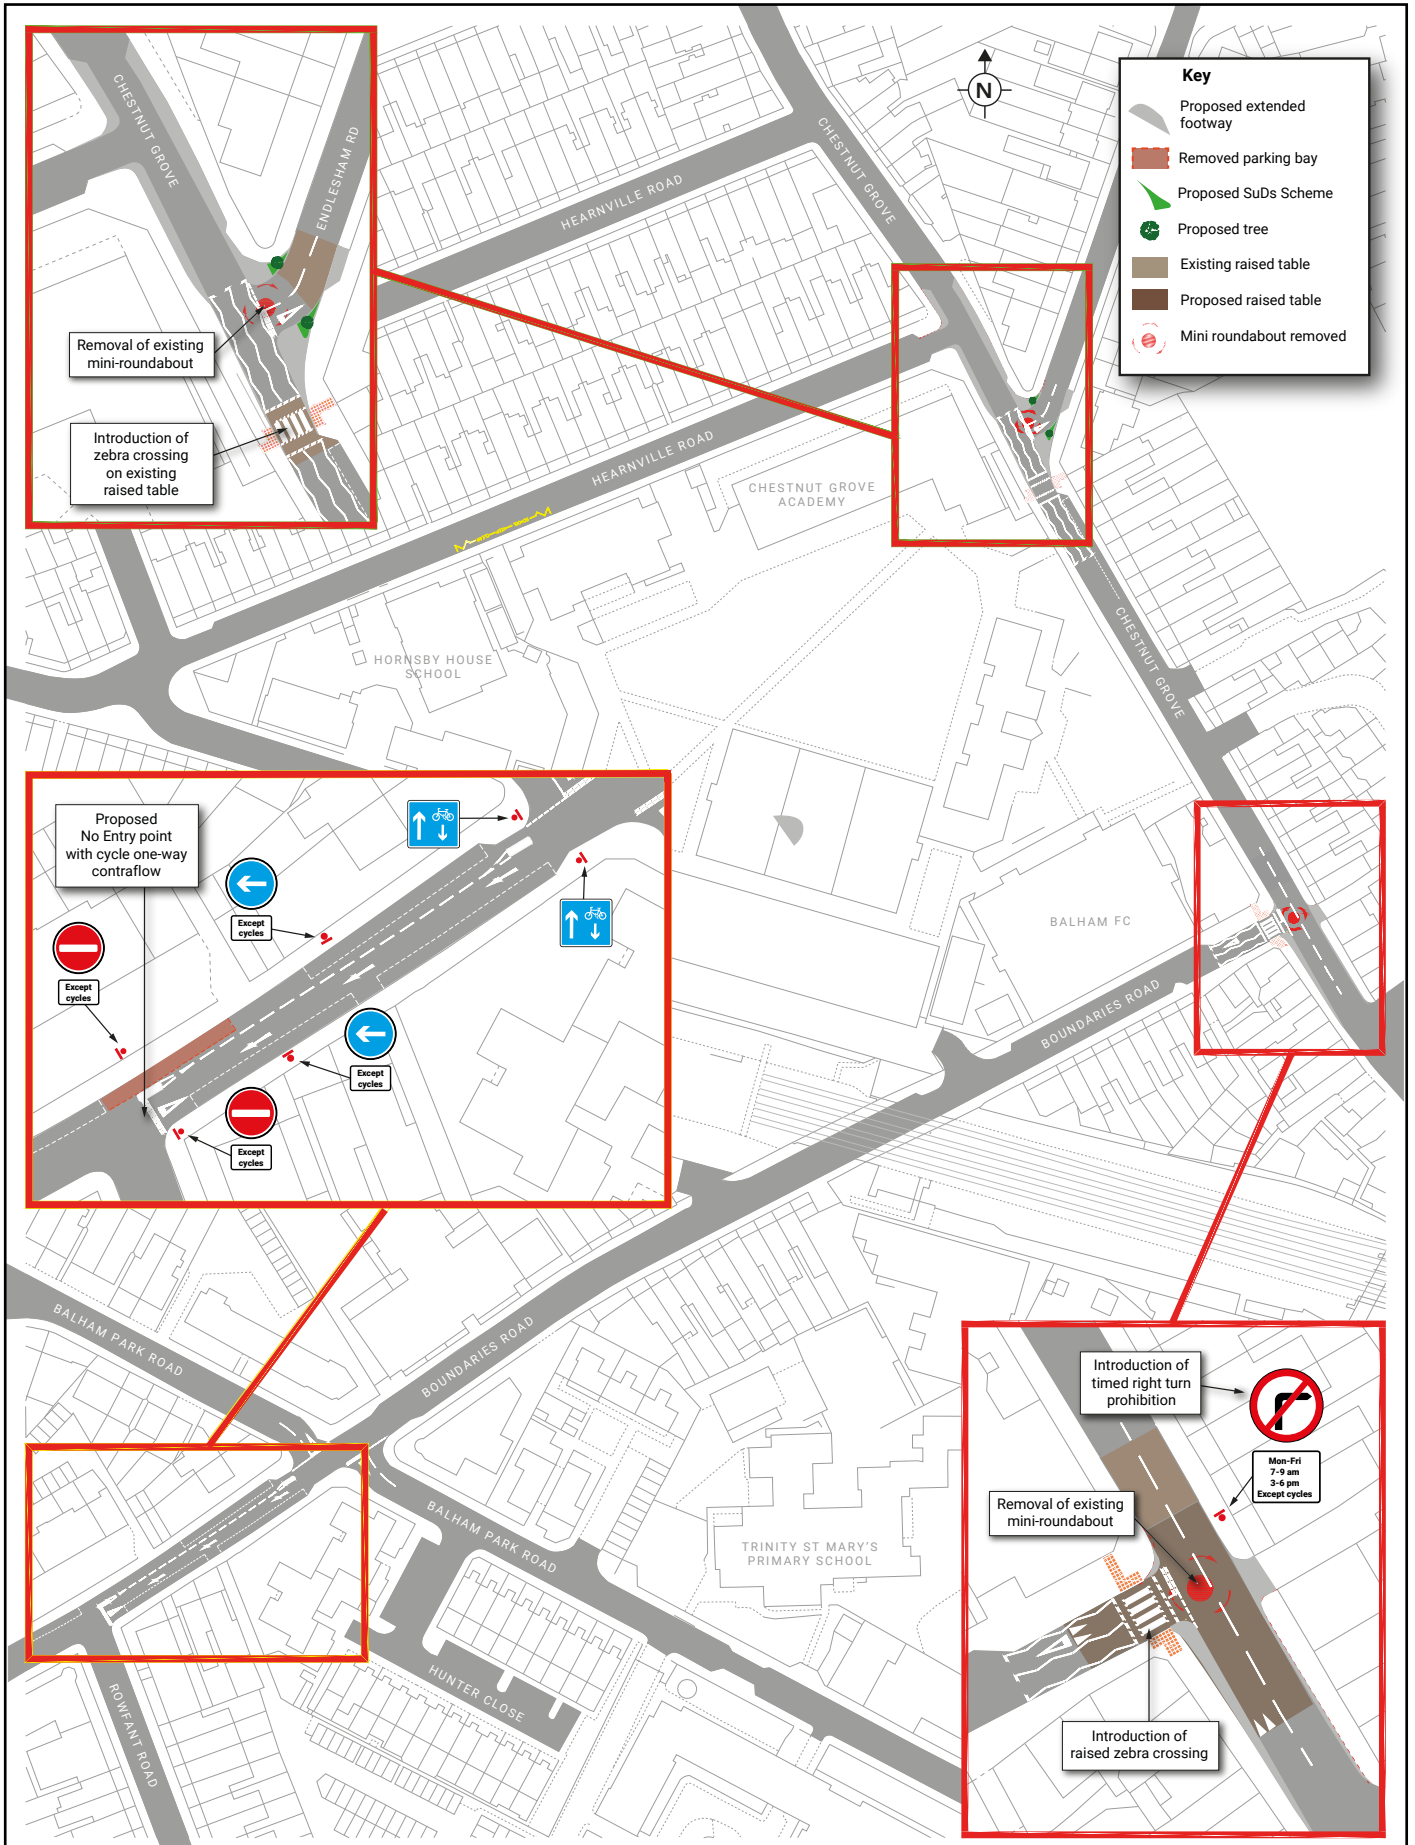 CHESTNUT GROVE
ENDLESHAM RD
Removal of existing
mini-roundabout
Introduction of
zebra crossing
on existing
raised table
N
Key
Proposed extended
footway
Removed parking bay
Proposed SuDs Scheme
Proposed tree
Existing raised table
Proposed raised table
Mini roundabout removed
HEARNVILLE ROAD
CHESTNUT GROVE
HEARNVILLE ROAD
CHESTNUT GROVE
ACADEMY
HORNSBY HOUSE
SCHOOL
CHESTNUT GROVE
Proposed
No Entry point
with cycle one-way
contraflow
Except
cycles
Except
cycles
Except
cycles
Except
cycles
BALHAM FC
BOUNDARIES ROAD
BALHAM PARK ROAD
BOUNDARIES ROAD
BALHAM PARK ROAD
TRINITY ST MARY'S
PRIMARY SCHOOL
HUNTER CLOSE
ROWFANT ROAD
Introduction of
timed right turn
prohibition
Mon-Fri
7-9 am
3-6 pm
Except cycles
Removal of existing
mini-roundabout
Introduction of
raised zebra crossing